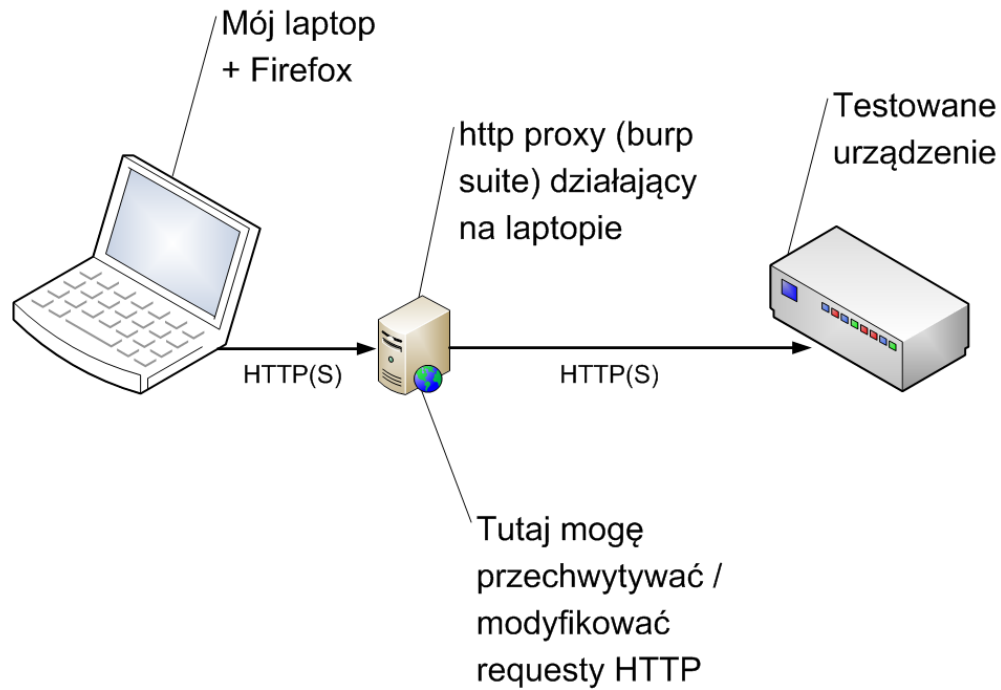 Mój laptop
+ Firefox
http proxy (burp
suite) działający
na laptopie
Testowane
urządzenie
HTTP(S)
HTTP(S)
Tutaj mogę
przechwytywać /
modyfikować
requesty HTTP